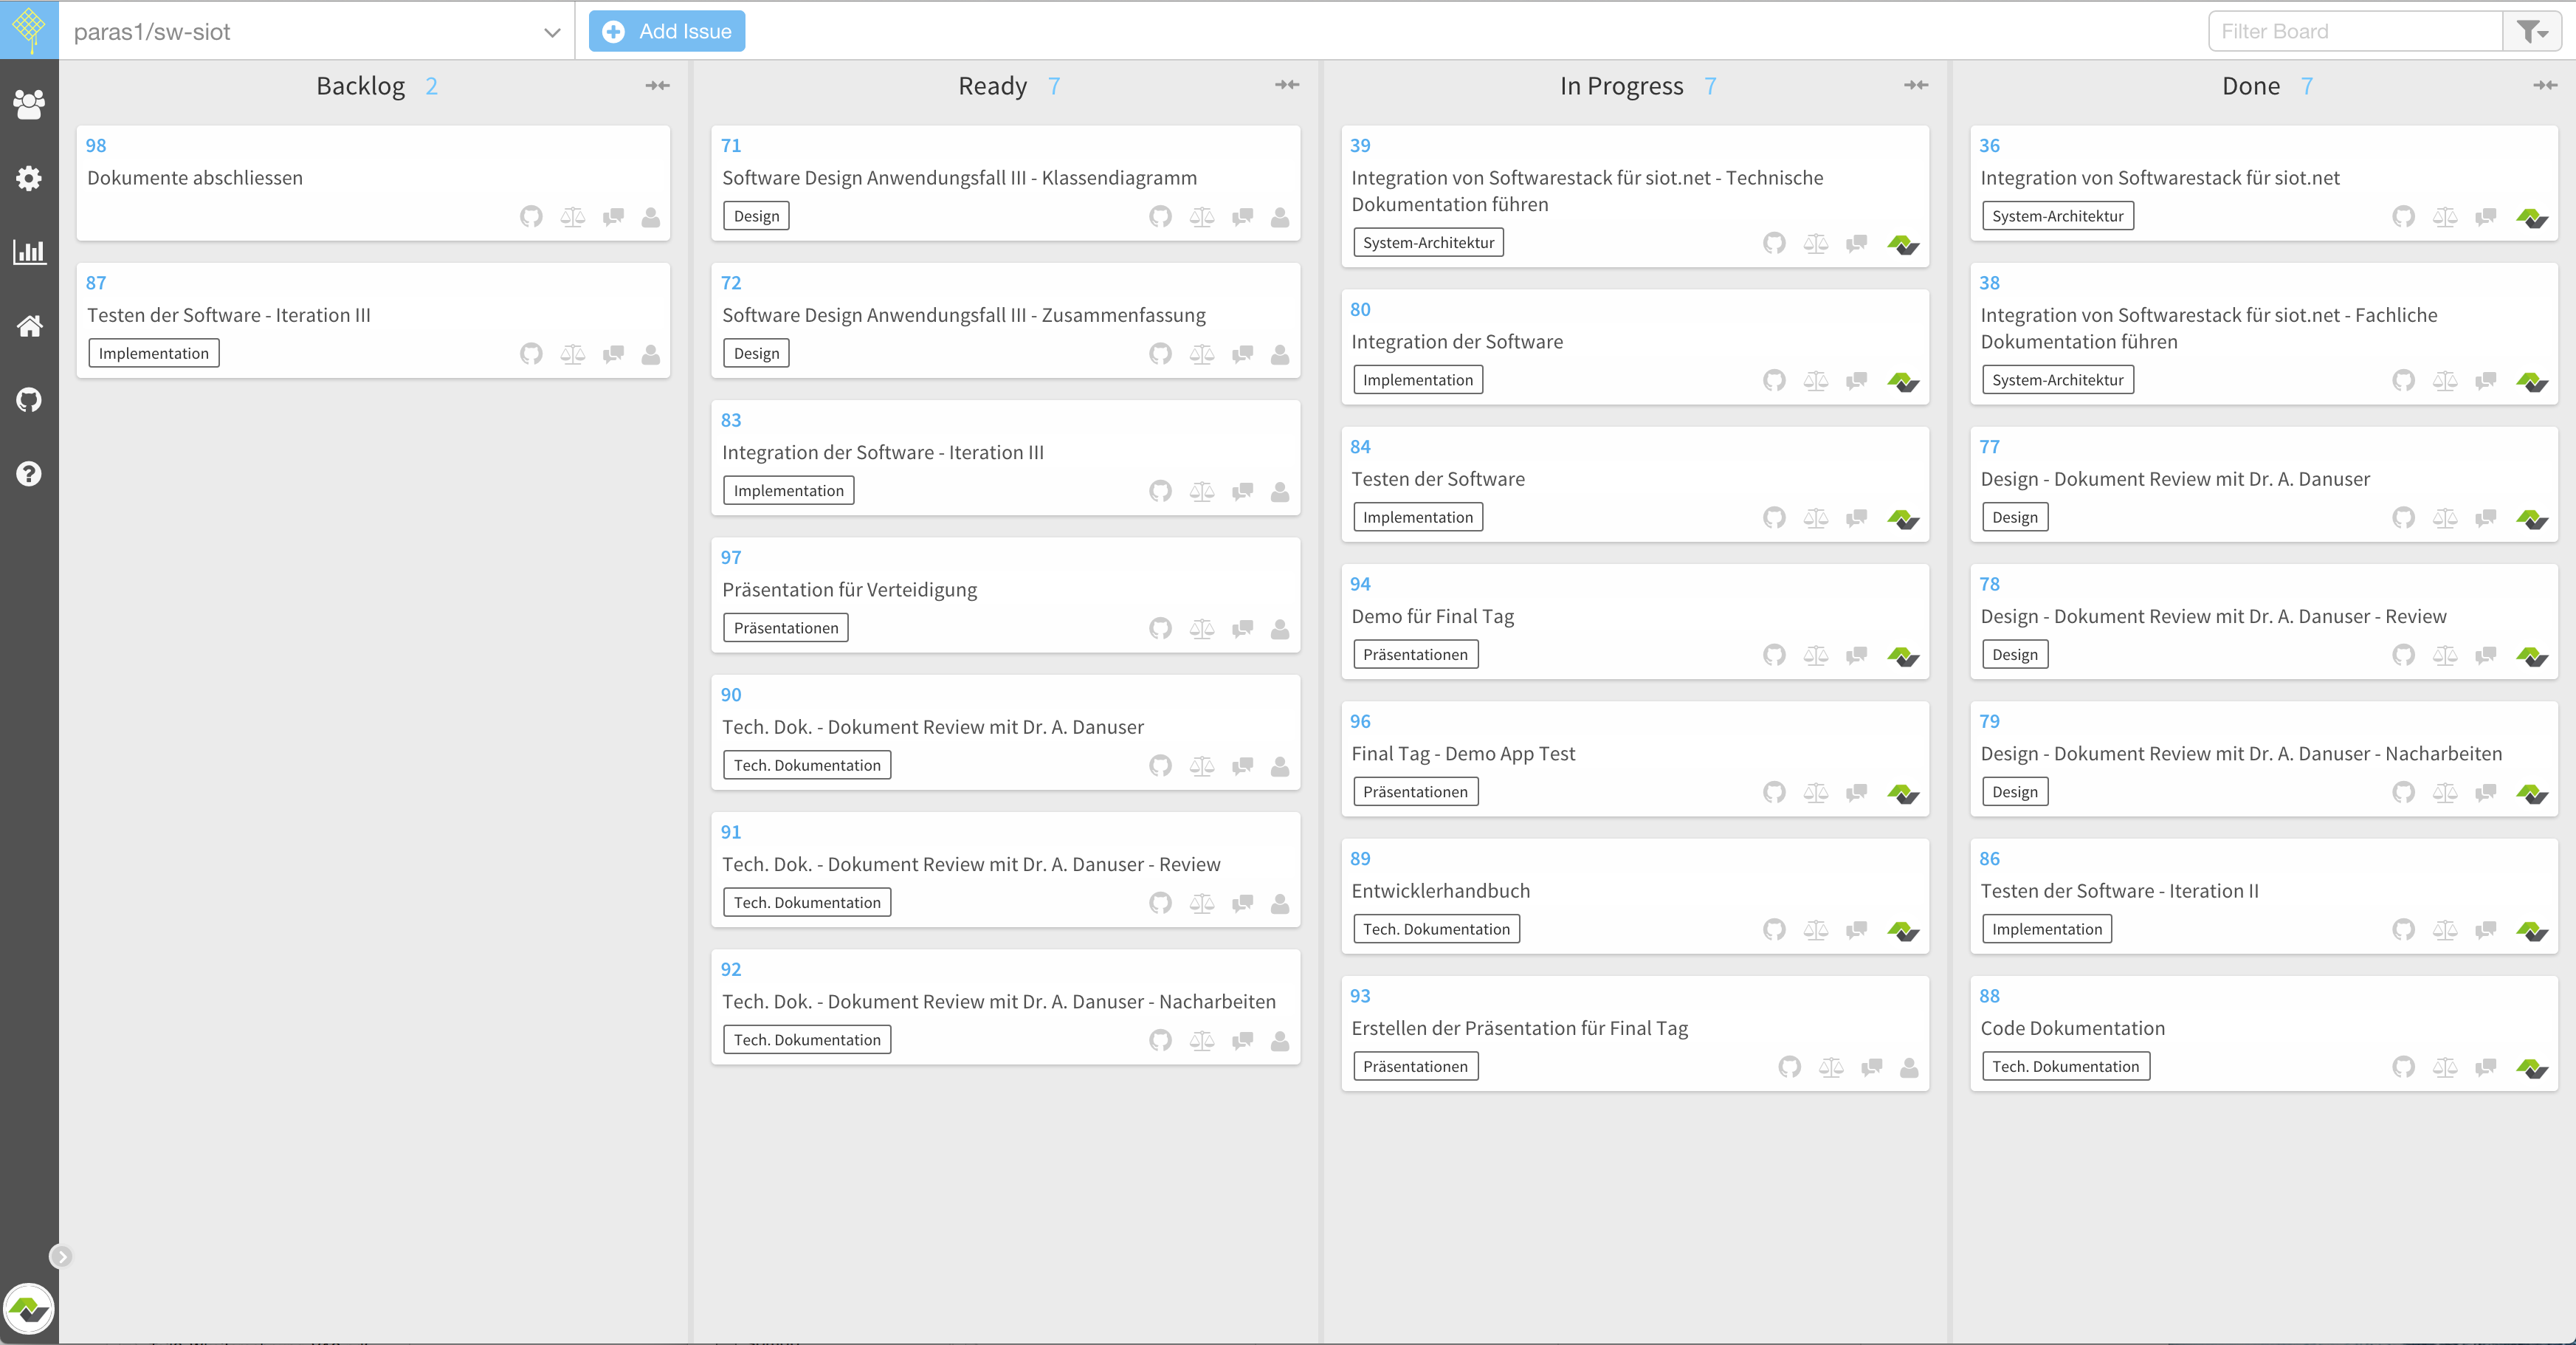 paras1/sw-siot
Add Issue
Filter Board
Backlog 2
98
Dokumente abschliessen
87
Testen der Software - Iteration III
Implementation
Ready 7
71
Software Design Anwendungsfall III - Klassendiagramm
Design
72
Software Design Anwendungsfall III - Zusammenfassung
Design
83
Integration der Software - Iteration III
Implementation
97
Präsentation für Verteidigung
Präsentationen
90
Tech. Dok. - Dokument Review mit Dr. A. Danuser
Tech. Dokumentation
91
Tech. Dok. - Dokument Review mit Dr. A. Danuser - Review
Tech. Dokumentation
92
Tech. Dok. - Dokument Review mit Dr. A. Danuser - Nacharbeiten
Tech. Dokumentation
In Progress 7
39
Integration von Softwarestack für siot.net - Technische
Dokumentation führen
System-Architektur
80
Integration der Software
Implementation
84
Testen der Software
Implementation
94
Demo für Final Tag
Präsentationen
96
Final Tag - Demo App Test
Präsentationen
89
Entwicklerhandbuch
Tech. Dokumentation
93
Erstellen der Präsentation für Final Tag
Präsentationen
Done 7
36
Integration von Softwarestack für siot.net
System-Architektur
38
Integration von Softwarestack für siot.net - Fachliche
Dokumentation führen
System-Architektur
77
Design - Dokument Review mit Dr. A. Danuser
Design
78
Design - Dokument Review mit Dr. A. Danuser - Review
Design
79
Design - Dokument Review mit Dr. A. Danuser - Nacharbeiten
Design
86
Testen der Software - Iteration II
Implementation
88
Code Dokumentation
Tech. Dokumentation